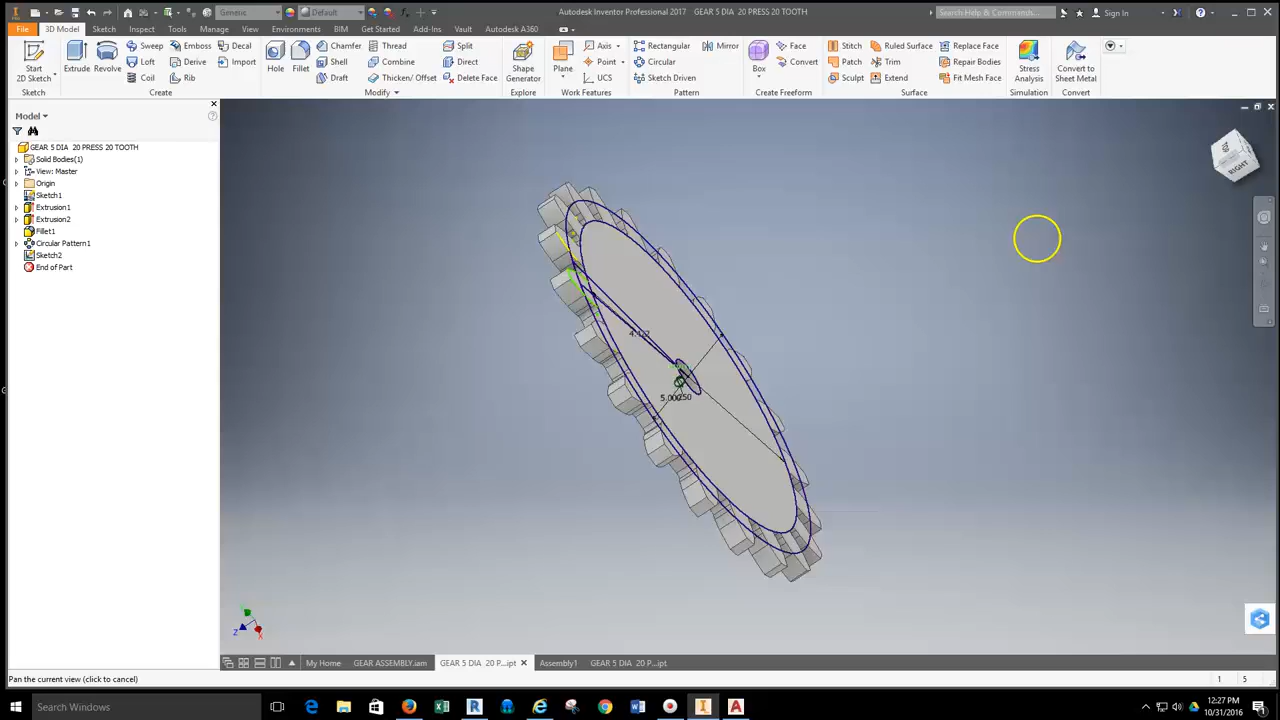 Generic
Default
Autodesk Inventor Professional 2017 GEAR 5 DIA 20 PRESS 20 TOOTH
Search Help & Commands...
Sign In
File 3D Model Sketch Inspect Tools Manage View Environments BIM Get Started Add-Ins Vault Autodesk A360
Start
2D Sketch
Extrude
Revolve
Sweep
Loft
Coil
Emboss
Derive
Rib
Decal
Import
Hole
Fillet
Chamfer
Shell
Draft
Thread
Combine
Thicken/ Offset
Split
Direct
Delete Face
Shape
Generator
Plane
Axis
Point
UCS
Rectangular
Circular
Sketch Driven
Mirror
Box
Face
Convert
Stitch
Patch
Sculpt
Ruled Surface
Trim
Extend
Replace Face
Repair Bodies
Fit Mesh Face
Stress
Analysis
Convert to
Sheet Metal
Sketch Create Modify Explore Work Features Pattern Create Freeform Surface Simulation Convert
Model
GEAR 5 DIA 20 PRESS 20 TOOTH
Solid Bodies(1)
View: Master
Origin
Sketch1
Extrusion1
Extrusion2
Fillet1
Circular Pattern1
Sketch2
End of Part
RIGHT
Z
X
My Home GEAR ASSEMBLY.iam GEAR 5 DIA 20 P...ipt Assembly1 GEAR 5 DIA 20 P...ipt
Pan the current view (click to cancel)
1 5
Search Windows
12:27 PM
10/31/2016